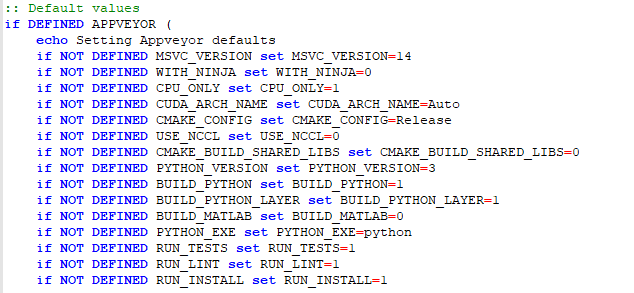 :: Default values
if DEFINED APPVEYOR (
    echo Setting Appveyor defaults
    if NOT DEFINED MSVC_VERSION set MSVC_VERSION=14
    if NOT DEFINED WITH_NINJA set WITH_NINJA=0
    if NOT DEFINED CPU_ONLY set CPU_ONLY=1
    if NOT DEFINED CUDA_ARCH_NAME set CUDA_ARCH_NAME=Auto
    if NOT DEFINED CMAKE_CONFIG set CMAKE_CONFIG=Release
    if NOT DEFINED USE_NCCL set USE_NCCL=0
    if NOT DEFINED CMAKE_BUILD_SHARED_LIBS set CMAKE_BUILD_SHARED_LIBS=0
    if NOT DEFINED PYTHON_VERSION set PYTHON_VERSION=3
    if NOT DEFINED BUILD_PYTHON set BUILD_PYTHON=1
    if NOT DEFINED BUILD_PYTHON_LAYER set BUILD_PYTHON_LAYER=1
    if NOT DEFINED BUILD_MATLAB set BUILD_MATLAB=0
    if NOT DEFINED PYTHON_EXE set PYTHON_EXE=python
    if NOT DEFINED RUN_TESTS set RUN_TESTS=1
    if NOT DEFINED RUN_LINT set RUN_LINT=1
    if NOT DEFINED RUN_INSTALL set RUN_INSTALL=1